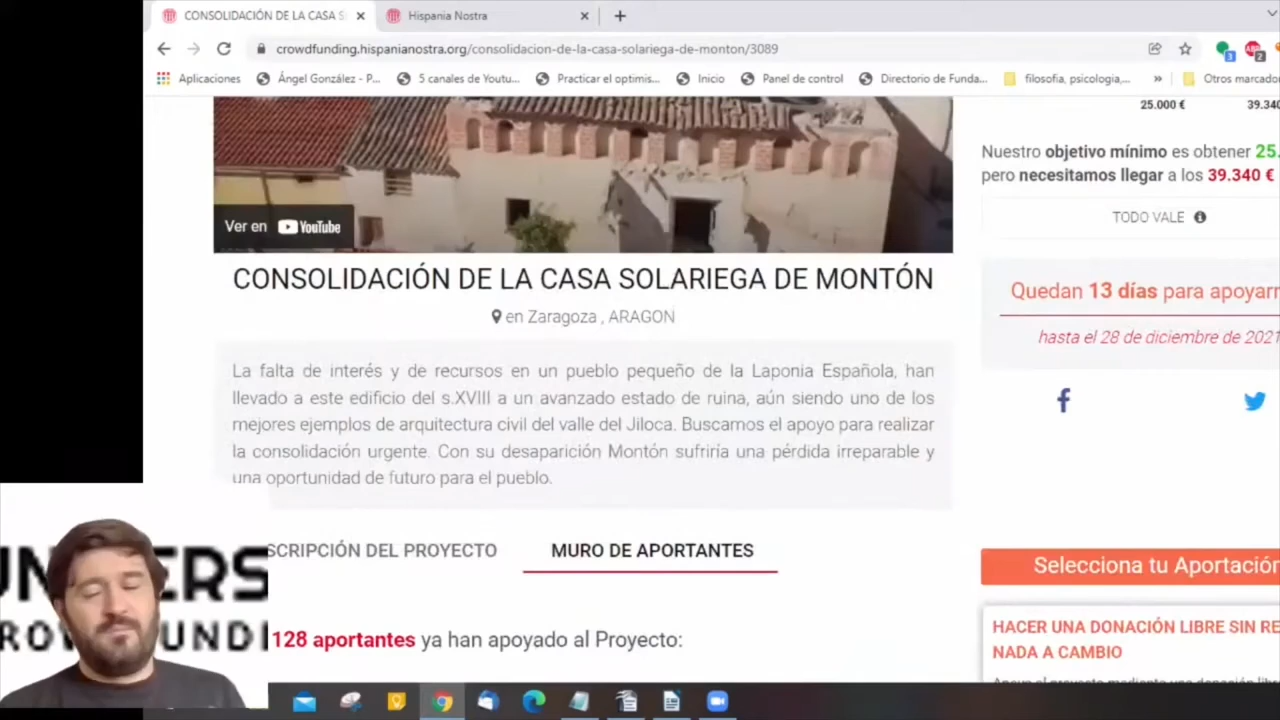 CONSOLIDACIÓN DE LA CASA S
Hispania Nostra
crowdfunding.hispanianostra.org/consolidacion-de-la-casa-solariega-de-monton/3089
Aplicaciones
Ángel González - P...
5 canales de Youtu...
Practicar el optimis...
Inicio
Panel de control
Directorio de Funda...
filosofia, psicologia,...
»
Otros marcado
25.000 €
39.340
Nuestro objetivo mínimo es obtener 25.
pero necesitamos llegar a los 39.340 €
TODO VALE
Ver en YouTube
Quedan 13 días para apoyarn
hasta el 28 de diciembre de 2021
CONSOLIDACIÓN DE LA CASA SOLARIEGA DE MONTÓN
en Zaragoza , ARAGON
La falta de interés y de recursos en un pueblo pequeño de la Laponia Española, han
llevado a este edificio del s.XVIII a un avanzado estado de ruina, aún siendo uno de los
mejores ejemplos de arquitectura civil del valle del Jiloca. Buscamos el apoyo para realizar
la consolidación urgente. Con su desaparición Montón sufriría una pérdida irreparable y
una oportunidad de futuro para el pueblo.
SCRIPCIÓN DEL PROYECTO
MURO DE APORTANTES
128 aportantes ya han apoyado al Proyecto:
Selecciona tu Aportación
HACER UNA DONACIÓN LIBRE SIN RE
NADA A CAMBIO